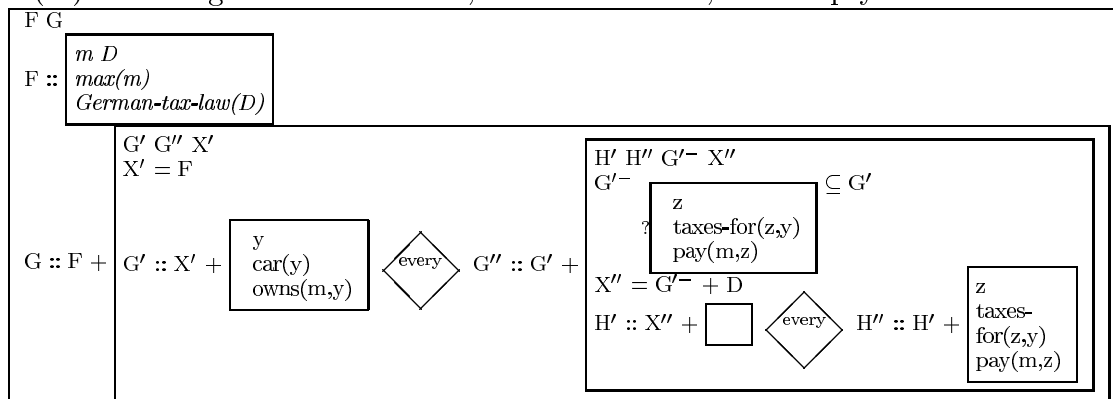 F G
m D
F :: max(m)
German-tax-law(D)
G′ G″ X′
X′ = F
H′ H″ G′⁻ X″
G′⁻ ⊆ G′
z
? taxes-for(z,y)
pay(m,z)
G :: F + G′ :: X′ + y
car(y)
owns(m,y)
every G″ :: G′ +
X″ = G′⁻ + D
H′ :: X″ + every H″ :: H′ + z
taxes-
for(z,y)
pay(m,z)